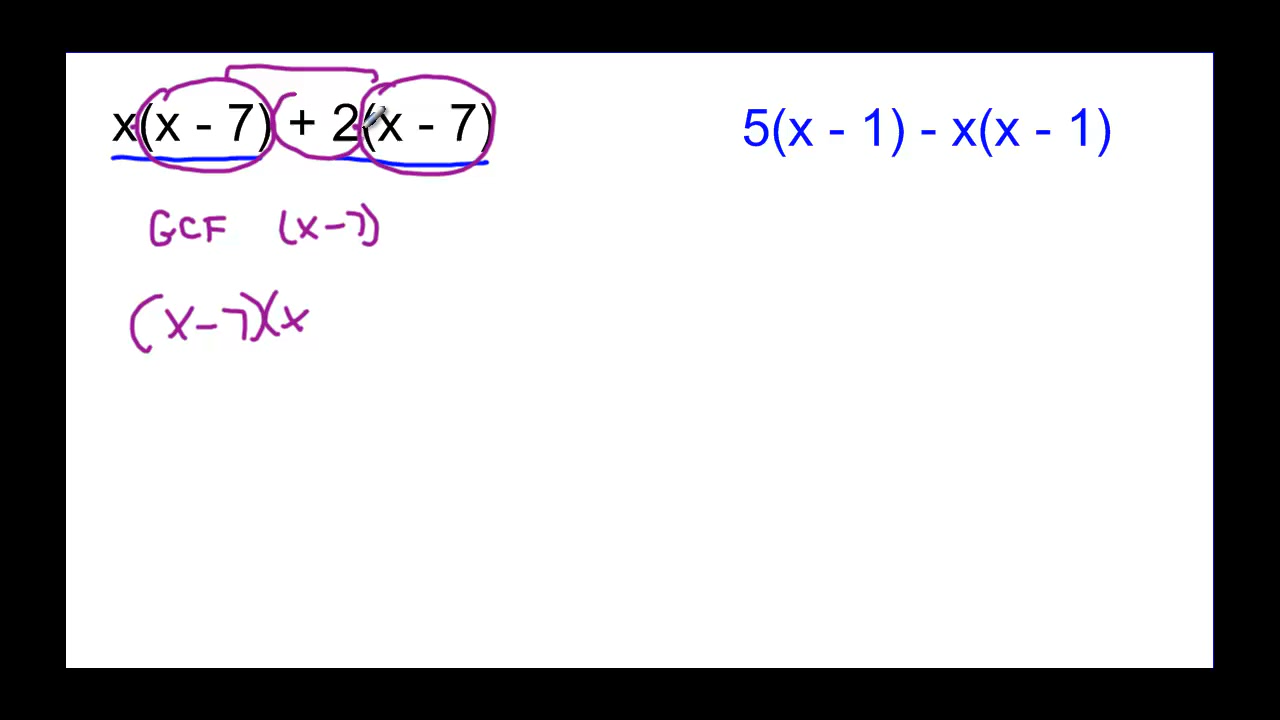 x(x - 7) + 2(x - 7)
5(x - 1) - x(x - 1)
GCF (x-7)
(x-7)(x